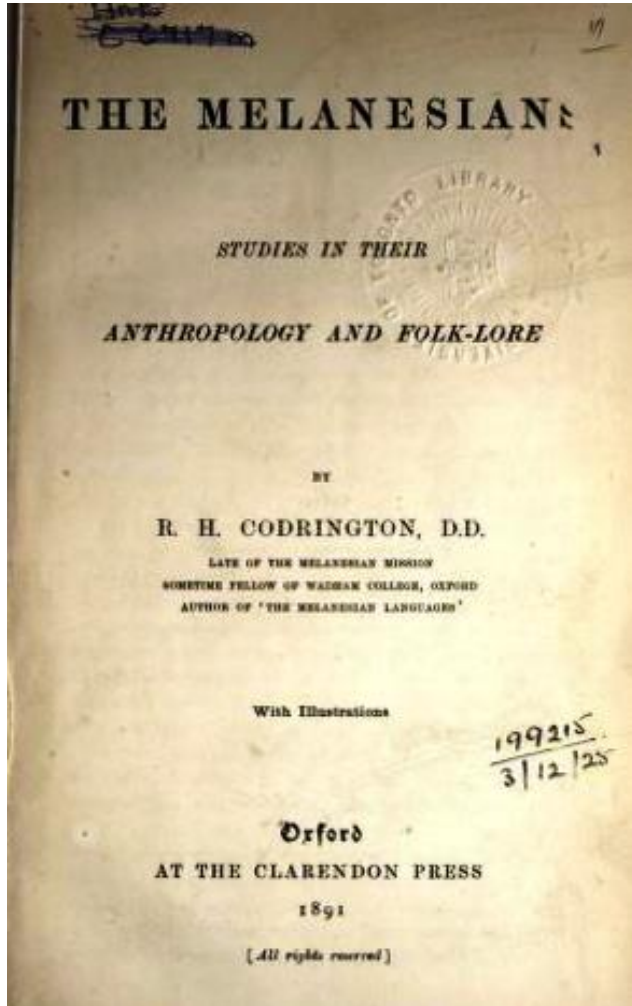 THE MELANESIANS
STUDIES IN THEIR
ANTHROPOLOGY AND FOLK-LORE
BY
R. H. CODRINGTON, D.D.
LATE OF THE MELANESIAN MISSION
SOMETIME FELLOW OF WADHAM COLLEGE, OXFORD
AUTHOR OF 'THE MELANESIAN LANGUAGES'
With Illustrations
199215
3/12/25
Oxford
AT THE CLARENDON PRESS
1891
[All rights reserved]